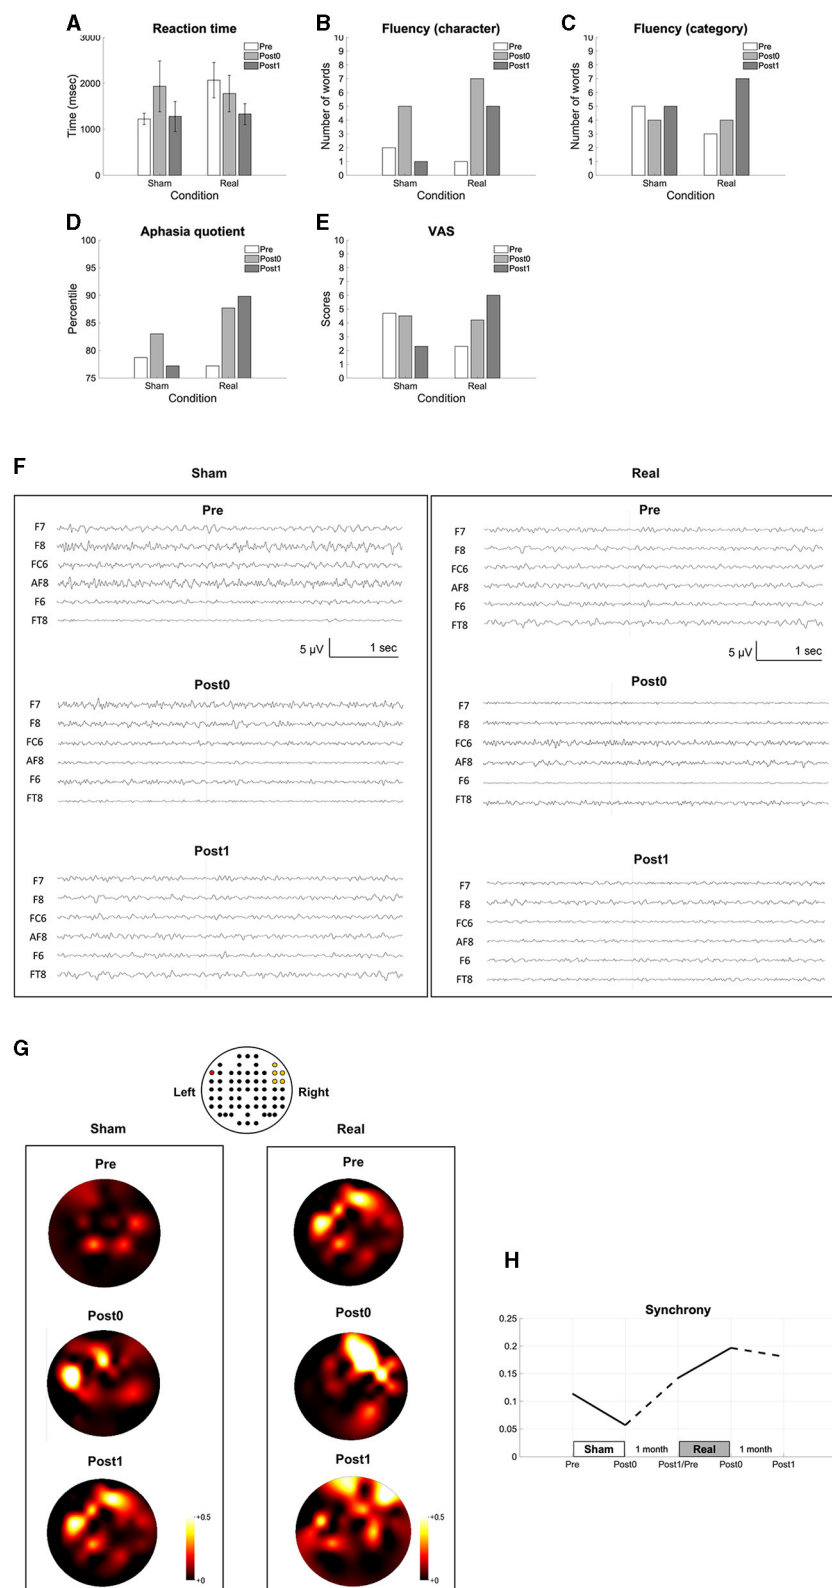 A
Reaction time
3000
2000
1000
0
Time (msec)
Pre
Post0
Post1
Sham
Real
Condition
B
Fluency (character)
10
9
8
7
6
5
4
3
2
1
0
Number of words
Pre
Post0
Post1
Sham
Real
Condition
C
Fluency (category)
10
9
8
7
6
5
4
3
2
1
0
Number of words
Pre
Post0
Post1
Sham
Real
Condition
D
Aphasia quotient
100
95
90
85
80
75
Percentile
Pre
Post0
Post1
Sham
Real
Condition
E
VAS
10
9
8
7
6
5
4
3
2
1
0
Scores
Pre
Post0
Post1
Sham
Real
Condition
F
Sham
Pre
F7
F8
FC6
AF8
F6
FT8
5 µV
1 sec
Post0
F7
F8
FC6
AF8
F6
FT8
Post1
F7
F8
FC6
AF8
F6
FT8
Real
Pre
F7
F8
FC6
AF8
F6
FT8
5 µV
1 sec
Post0
F7
F8
FC6
AF8
F6
FT8
Post1
F7
F8
FC6
AF8
F6
FT8
G
Left
Right
Sham
Pre
Post0
Post1
+0.5
+0
Real
Pre
Post0
Post1
+0.5
+0
H
Synchrony
0.25
0.2
0.15
0.1
0.05
0
Sham
1 month
Real
1 month
Pre
Post0
Post1/Pre
Post0
Post1